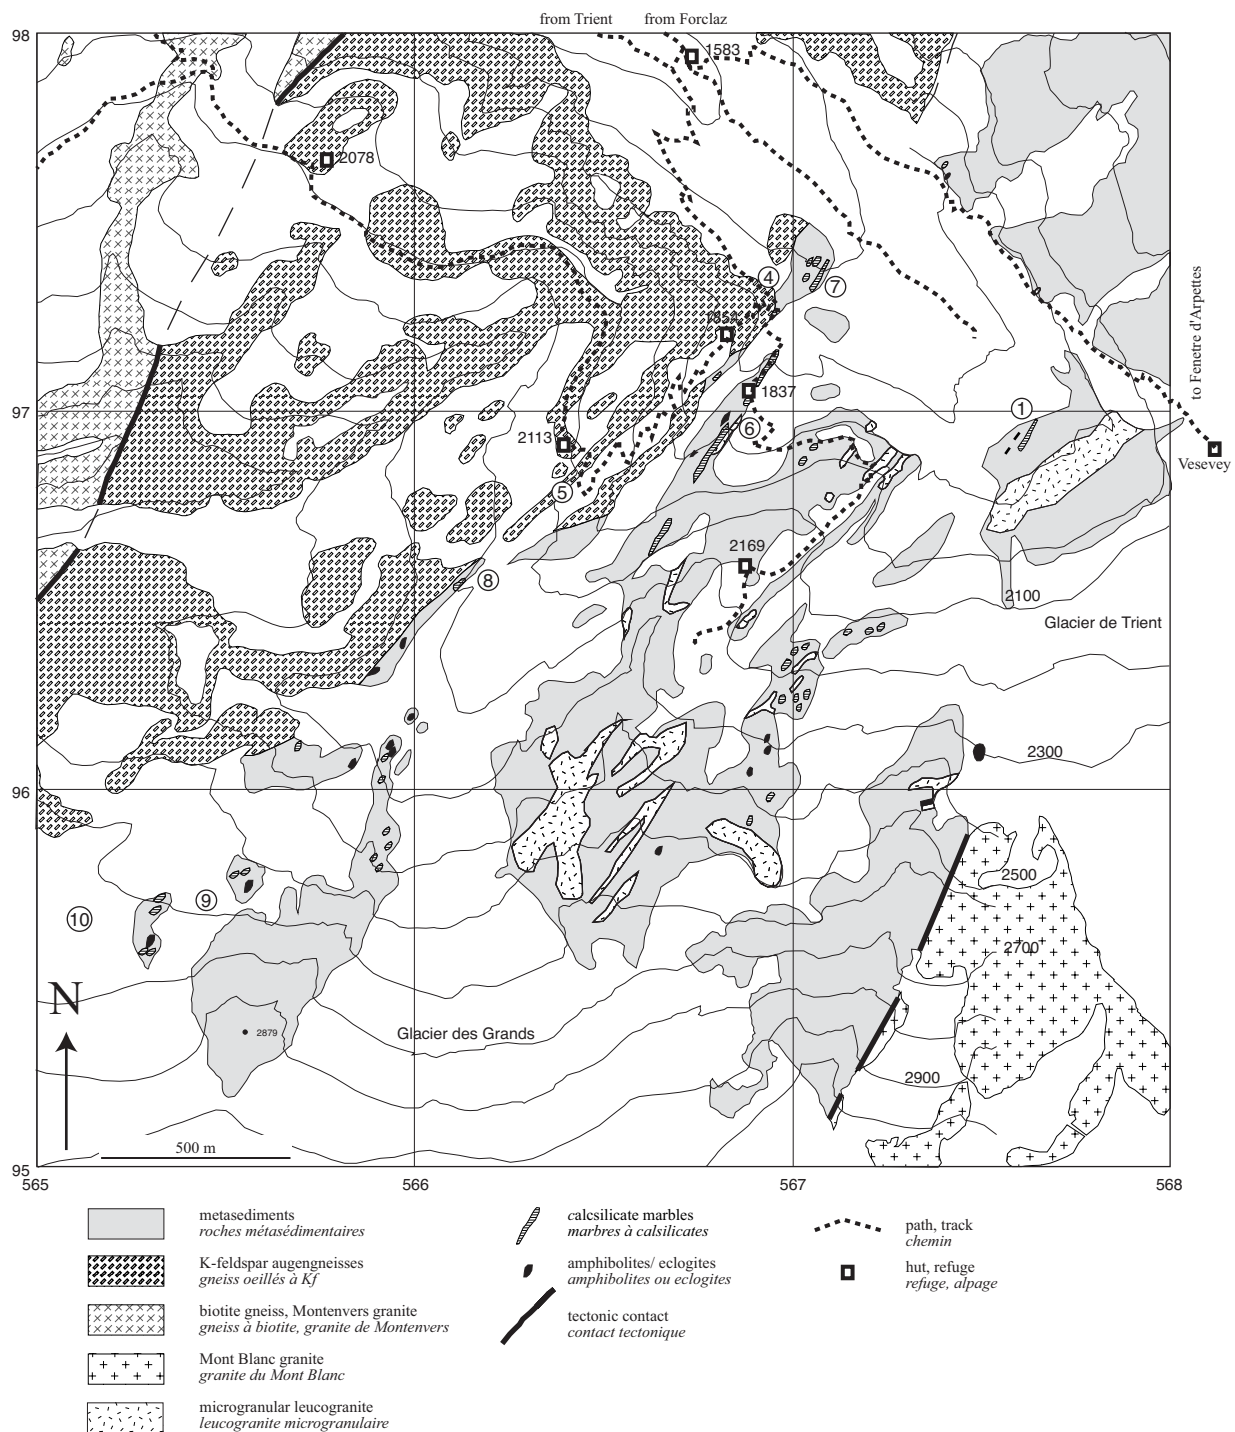 from Trient from Forclaz
98
1583
2078
to Fenetre d'Arpettes
4
7
1854
1837
97
1
6
2113
Vesevey
5
2169
8
2100
Glacier de Trient
2300
96
2500
9
10
2700
N
2879
Glacier des Grands
2900
500 m
95
565 566 567 568
metasediments
roches métasédimentaires
K-feldspar augengneisses
gneiss oeillés à Kf
biotite gneiss, Montenvers granite
gneiss à biotite, granite de Montenvers
Mont Blanc granite
granite du Mont Blanc
microgranular leucogranite
leucogranite microgranulaire
calcsilicate marbles
marbres à calsilicates
amphibolites/ eclogites
amphibolites ou eclogites
tectonic contact
contact tectonique
path, track
chemin
hut, refuge
refuge, alpage